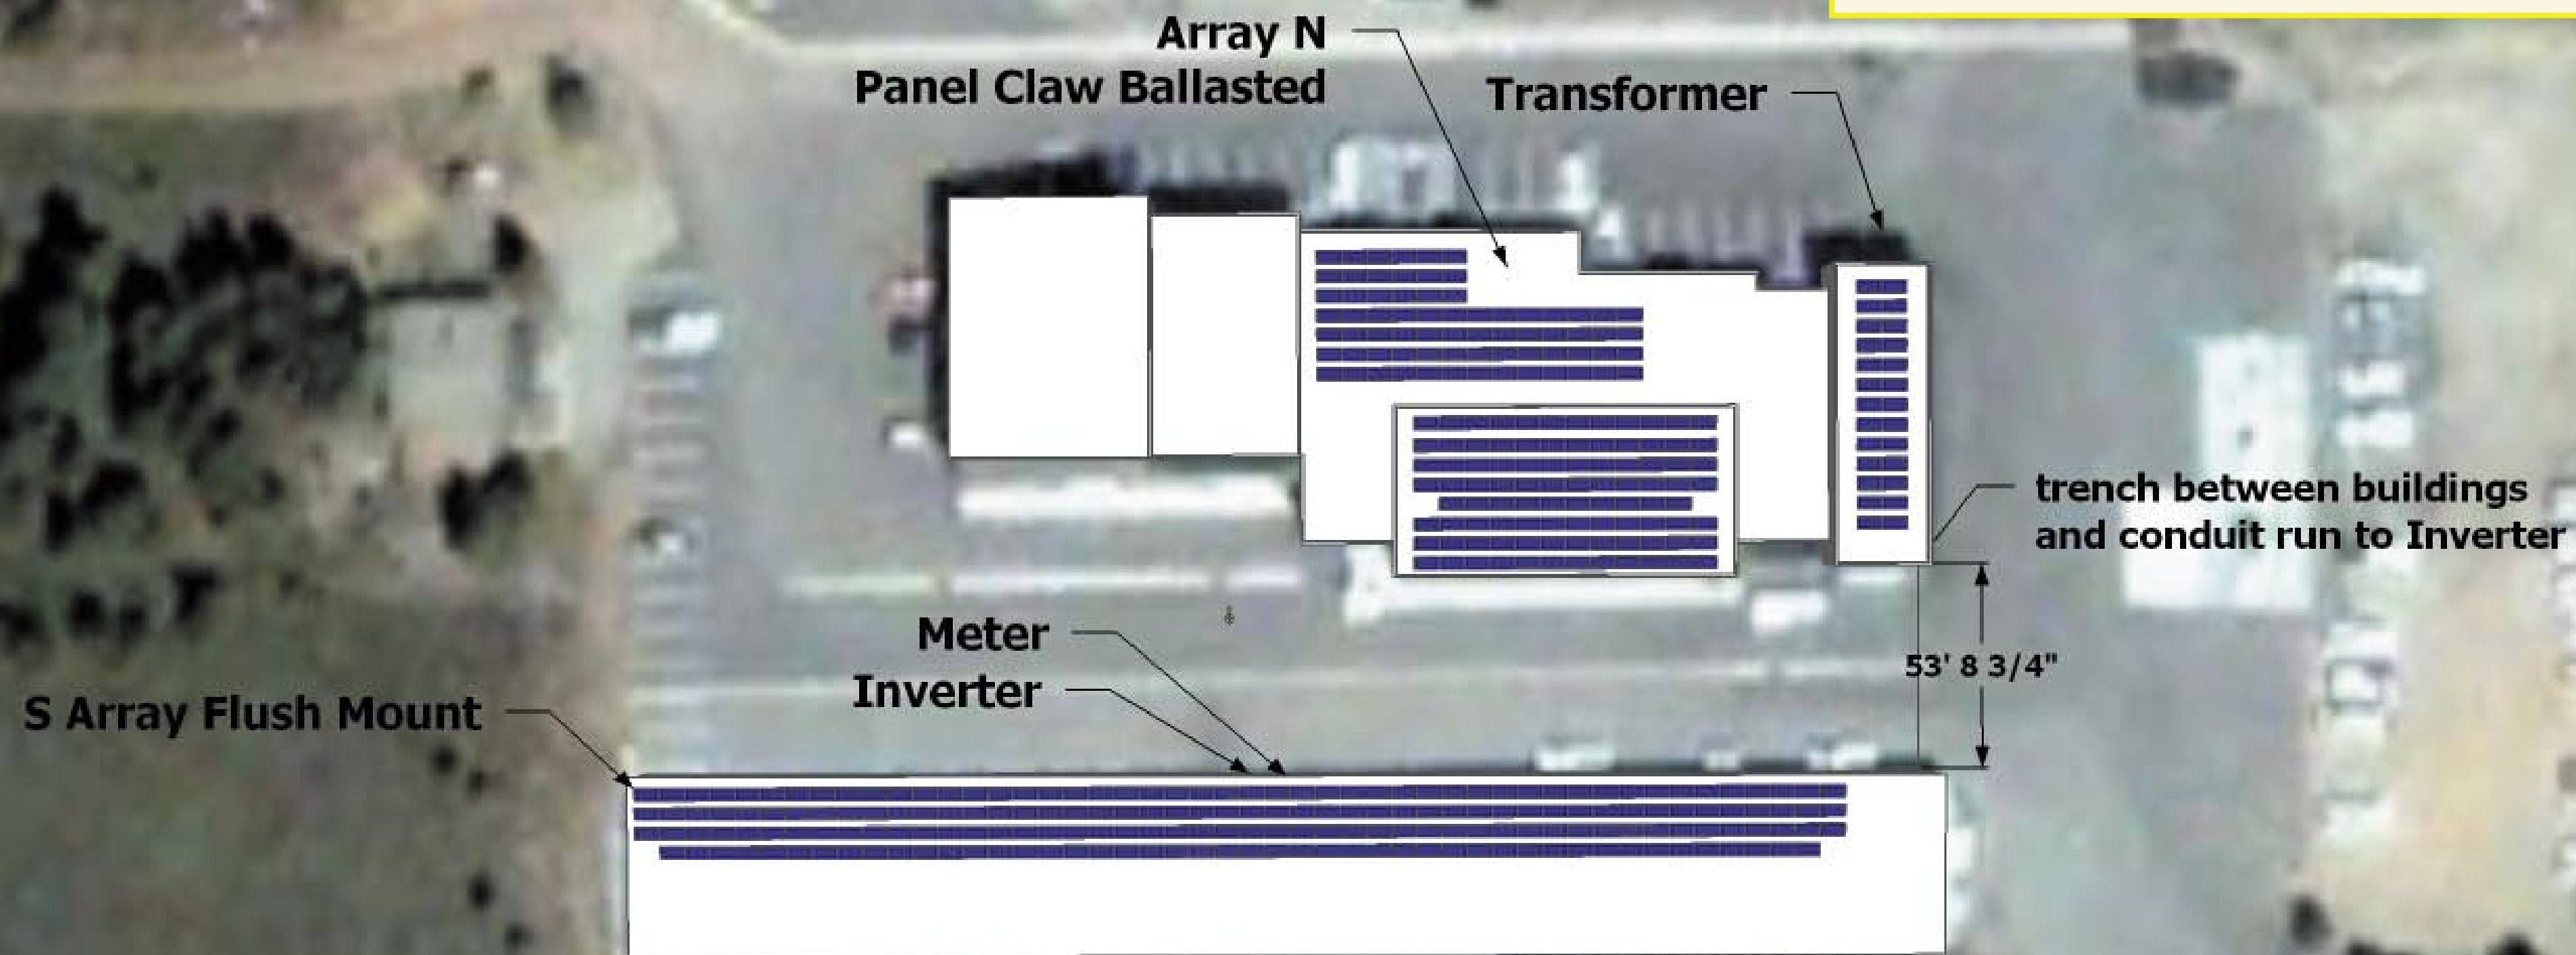 Array N
Panel Claw Ballasted
Transformer
trench between buildings
and conduit run to Inverter
Meter
Inverter
53' 8 3/4"
S Array Flush Mount